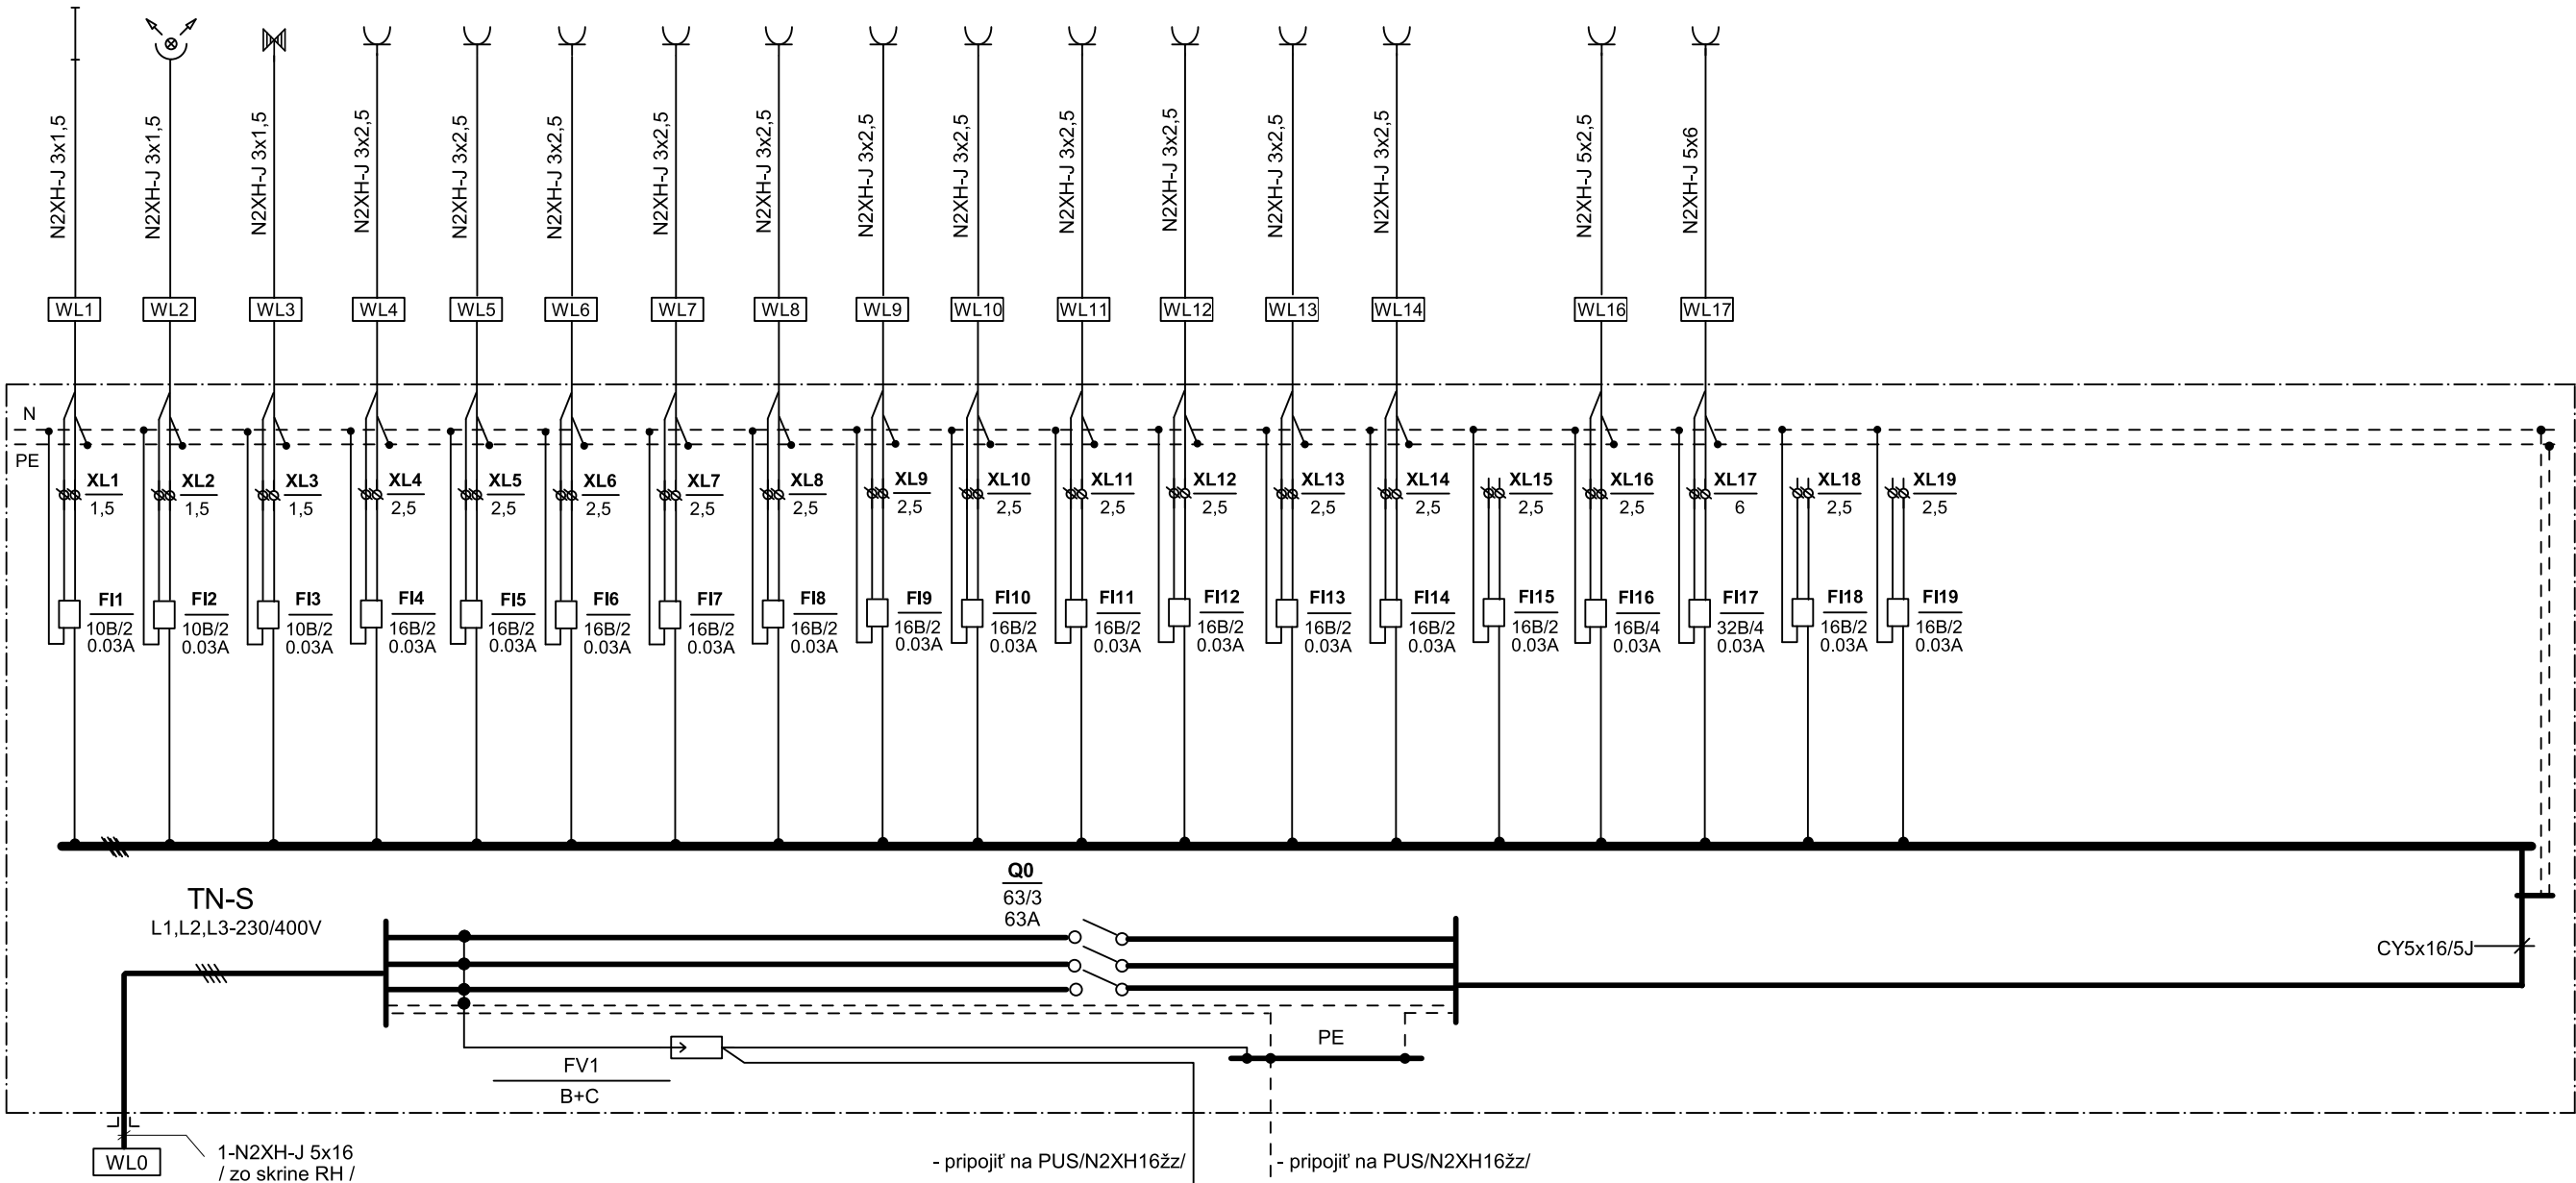 N2XH-J 3x1,5
N2XH-J 3x1,5
N2XH-J 3x1,5
N2XH-J 3x2,5
N2XH-J 3x2,5
N2XH-J 3x2,5
N2XH-J 3x2,5
N2XH-J 3x2,5
N2XH-J 3x2,5
N2XH-J 3x2,5
N2XH-J 3x2,5
N2XH-J 3x2,5
N2XH-J 3x2,5
N2XH-J 3x2,5
N2XH-J 5x2,5
N2XH-J 5x6
WL1
WL2
WL3
WL4
WL5
WL6
WL7
WL8
WL9
WL10
WL11
WL12
WL13
WL14
WL16
WL17
N
PE
XL1
1,5
XL2
1,5
XL3
1,5
XL4
2,5
XL5
2,5
XL6
2,5
XL7
2,5
XL8
2,5
XL9
2,5
XL10
2,5
XL11
2,5
XL12
2,5
XL13
2,5
XL14
2,5
XL15
2,5
XL16
2,5
XL17
6
XL18
2,5
XL19
2,5
FI1
10B/2
0.03A
FI2
10B/2
0.03A
FI3
10B/2
0.03A
FI4
16B/2
0.03A
FI5
16B/2
0.03A
FI6
16B/2
0.03A
FI7
16B/2
0.03A
FI8
16B/2
0.03A
FI9
16B/2
0.03A
FI10
16B/2
0.03A
FI11
16B/2
0.03A
FI12
16B/2
0.03A
FI13
16B/2
0.03A
FI14
16B/2
0.03A
FI15
16B/2
0.03A
FI16
16B/4
0.03A
FI17
32B/4
0.03A
FI18
16B/2
0.03A
FI19
16B/2
0.03A
TN-S
L1,L2,L3-230/400V
Q0
63/3
63A
CY5x16/5J
PE
FV1
B+C
WL0
1-N2XH-J 5x16
/ zo skrine RH /
- pripojiť na PUS/N2XH16žz/
- pripojiť na PUS/N2XH16žz/